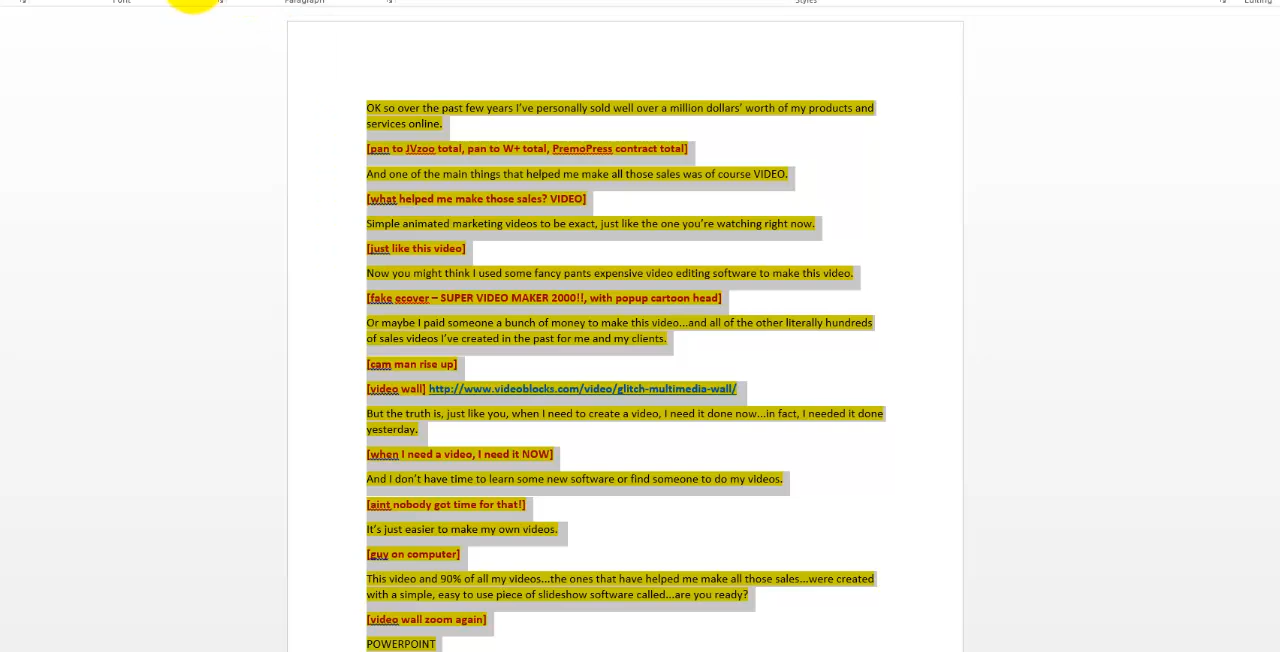 Font
Paragraph
Styles
Editing
OK so over the past few years I've personally sold well over a million dollars' worth of my products and
services online.
[pan to JVzoo total, pan to W+ total, PremoPress contract total]
And one of the main things that helped me make all those sales was of course VIDEO.
[what helped me make those sales? VIDEO]
Simple animated marketing videos to be exact, just like the one you're watching right now.
[just like this video]
Now you might think I used some fancy pants expensive video editing software to make this video.
[fake ecover – SUPER VIDEO MAKER 2000!!, with popup cartoon head]
Or maybe I paid someone a bunch of money to make this video...and all of the other literally hundreds
of sales videos I've created in the past for me and my clients.
[cam man rise up]
[video wall] http://www.videoblocks.com/video/glitch-multimedia-wall/
But the truth is, just like you, when I need to create a video, I need it done now...in fact, I needed it done
yesterday.
[when I need a video, I need it NOW]
And I don't have time to learn some new software or find someone to do my videos.
[aint nobody got time for that!]
It's just easier to make my own videos.
[guy on computer]
This video and 90% of all my videos...the ones that have helped me make all those sales...were created
with a simple, easy to use piece of slideshow software called...are you ready?
[video wall zoom again]
POWERPOINT